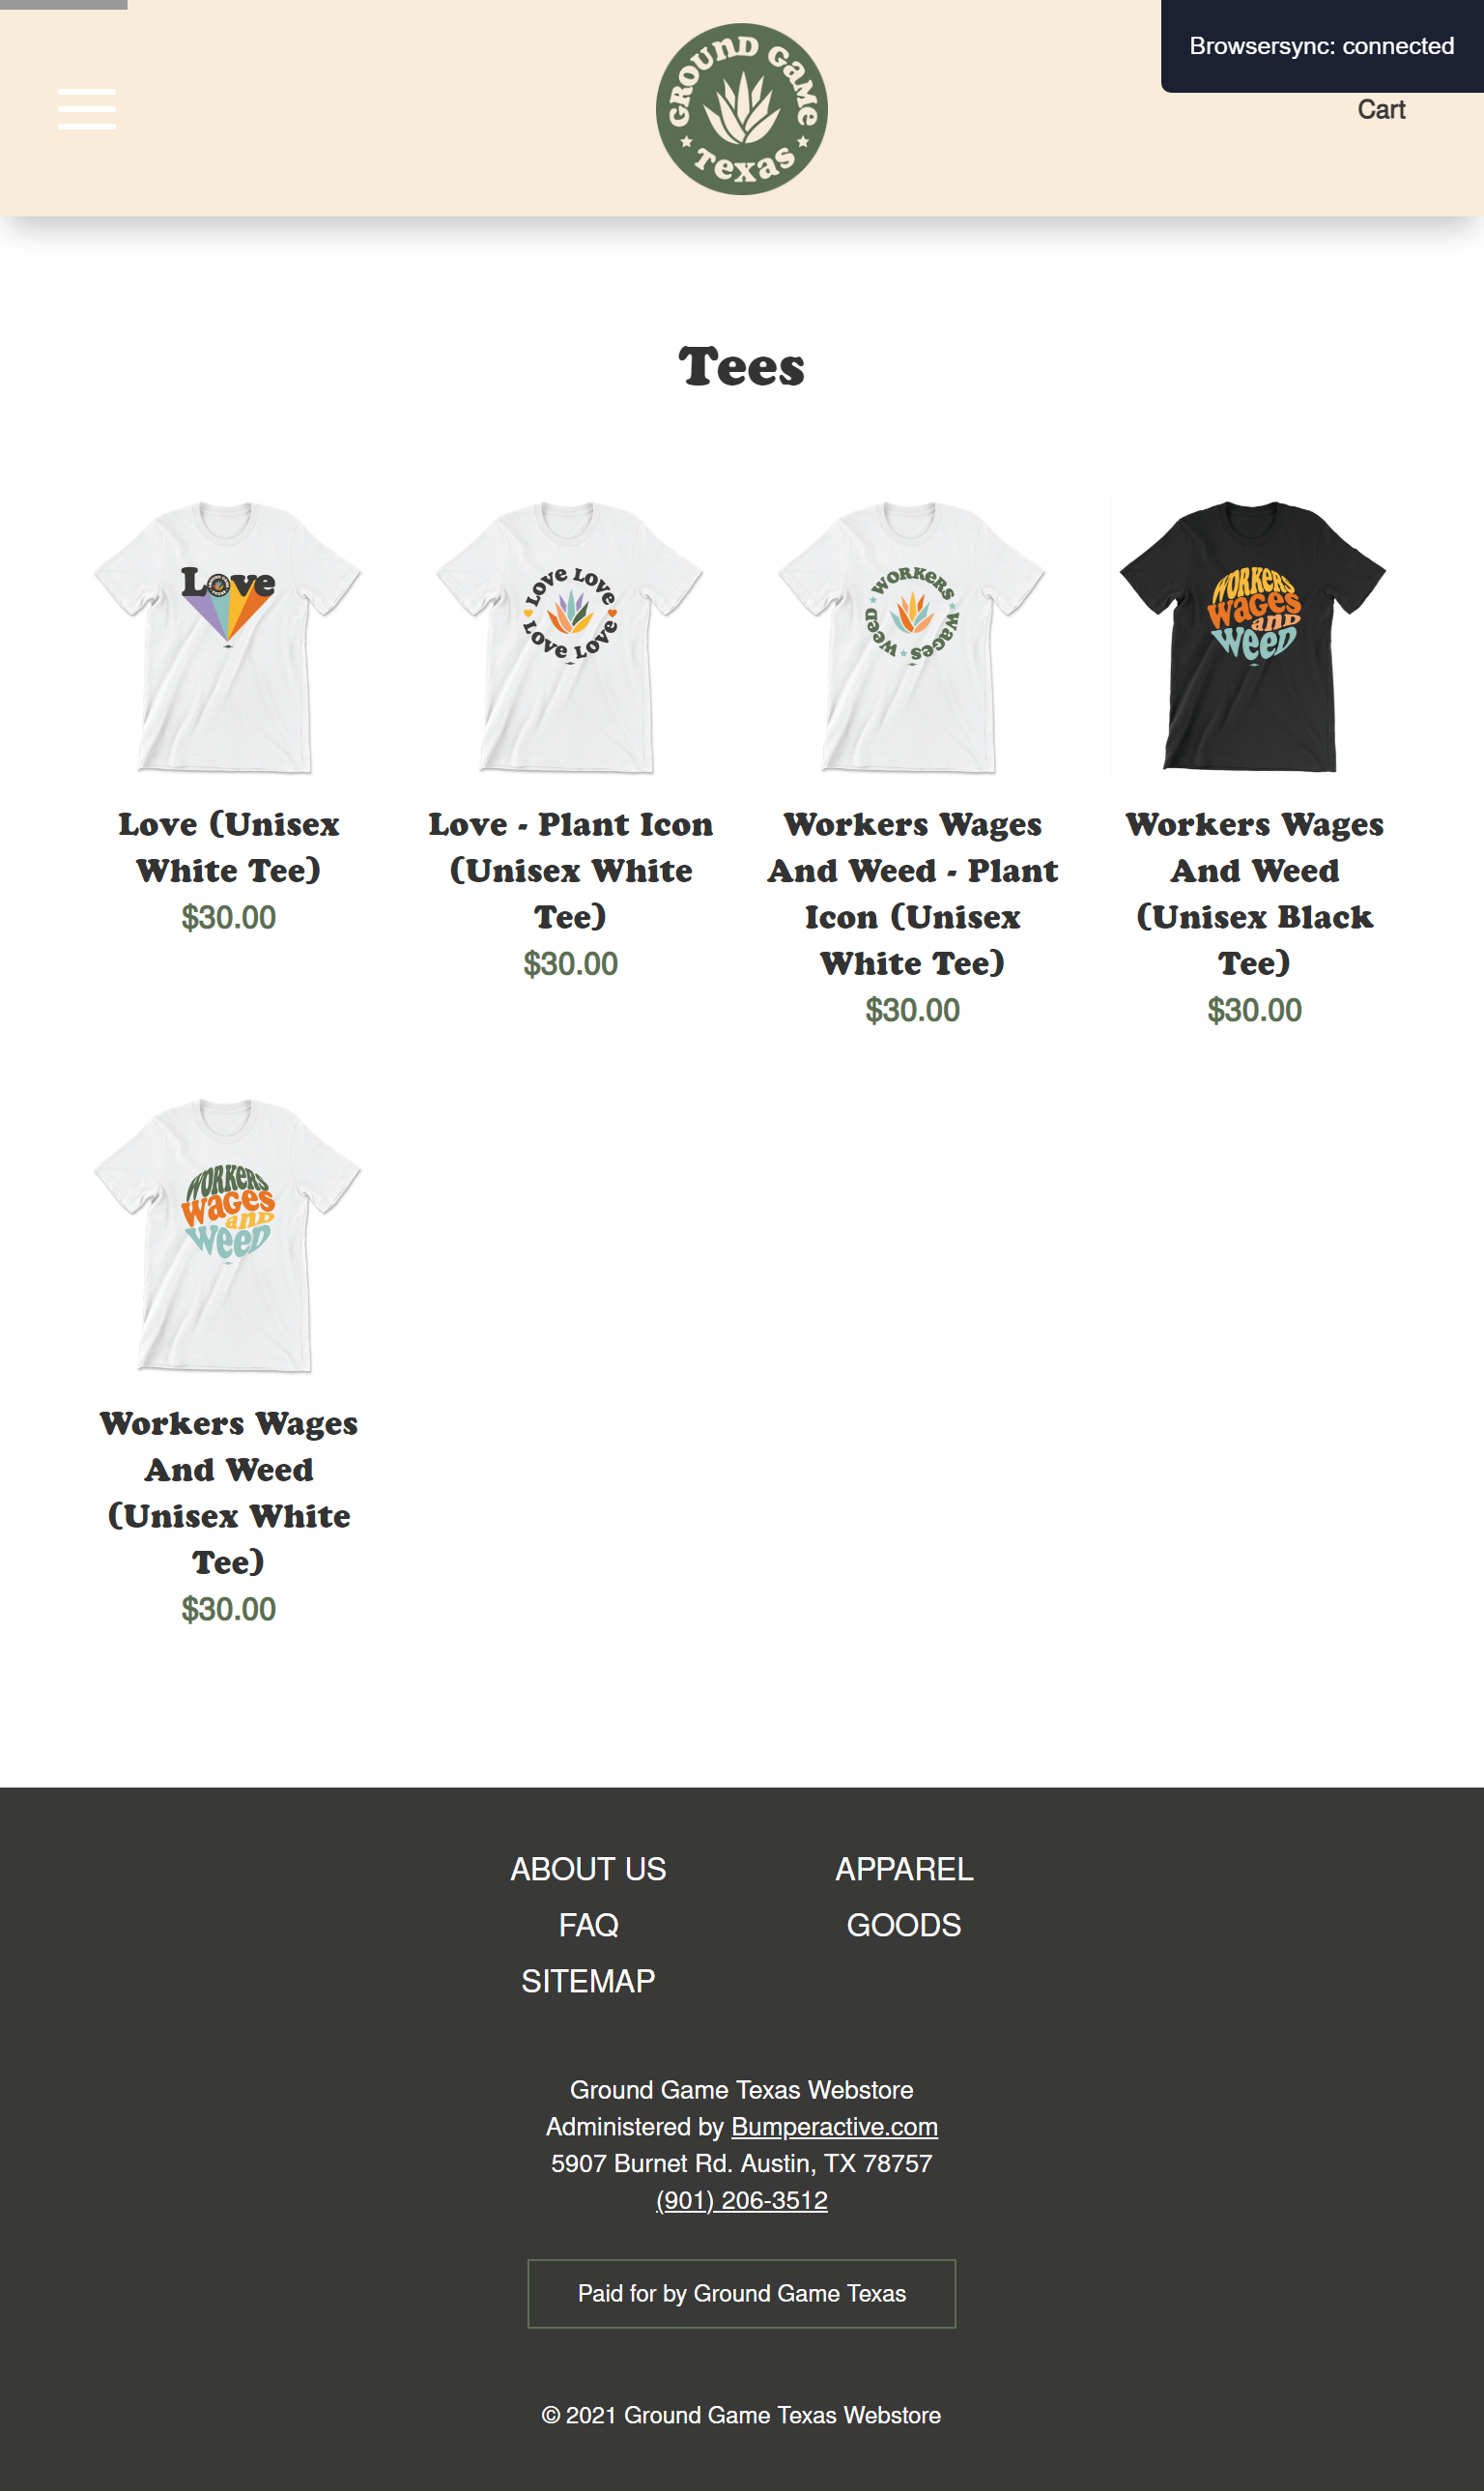 Browsersync: connected
GROUND GAME
TEXAS
Cart
Tees
Love
Love Love
Love Love
WORKERS WAGES WEED
WORKERS
WAGES
and
WEED
Love (Unisex
White Tee)
$30.00
Love - Plant Icon
(Unisex White
Tee)
$30.00
Workers Wages
And Weed - Plant
Icon (Unisex
White Tee)
$30.00
Workers Wages
And Weed
(Unisex Black
Tee)
$30.00
WORKERS
WAGES
and
WEED
Workers Wages
And Weed
(Unisex White
Tee)
$30.00
ABOUT US
FAQ
SITEMAP
APPAREL
GOODS
Ground Game Texas Webstore
Administered by Bumperactive.com
5907 Burnet Rd. Austin, TX 78757
(901) 206-3512
Paid for by Ground Game Texas
© 2021 Ground Game Texas Webstore